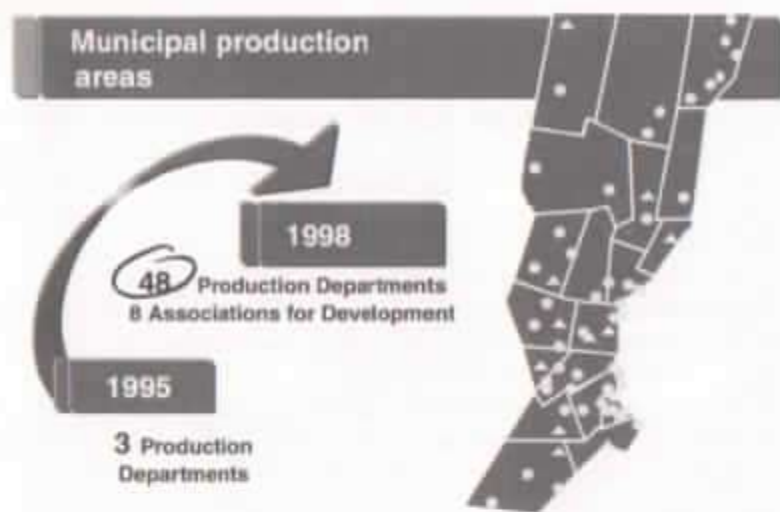 Municipal production
areas
1998
48 Production Departments
8 Associations for Development
1995
3 Production
Departments